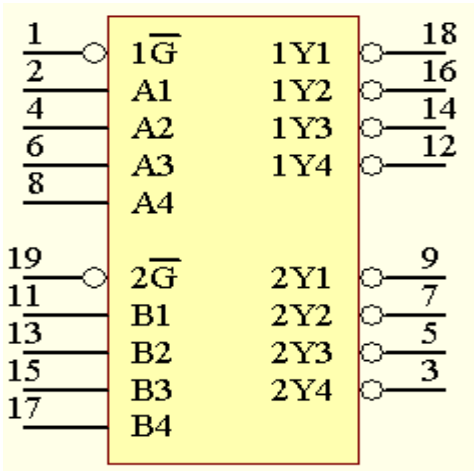 1 1G̅ 1Y1 18
2 A1 1Y2 16
4 A2 1Y3 14
6 A3 1Y4 12
8 A4
19 2G̅ 2Y1 9
11 B1 2Y2 7
13 B2 2Y3 5
15 B3 2Y4 3
17 B4